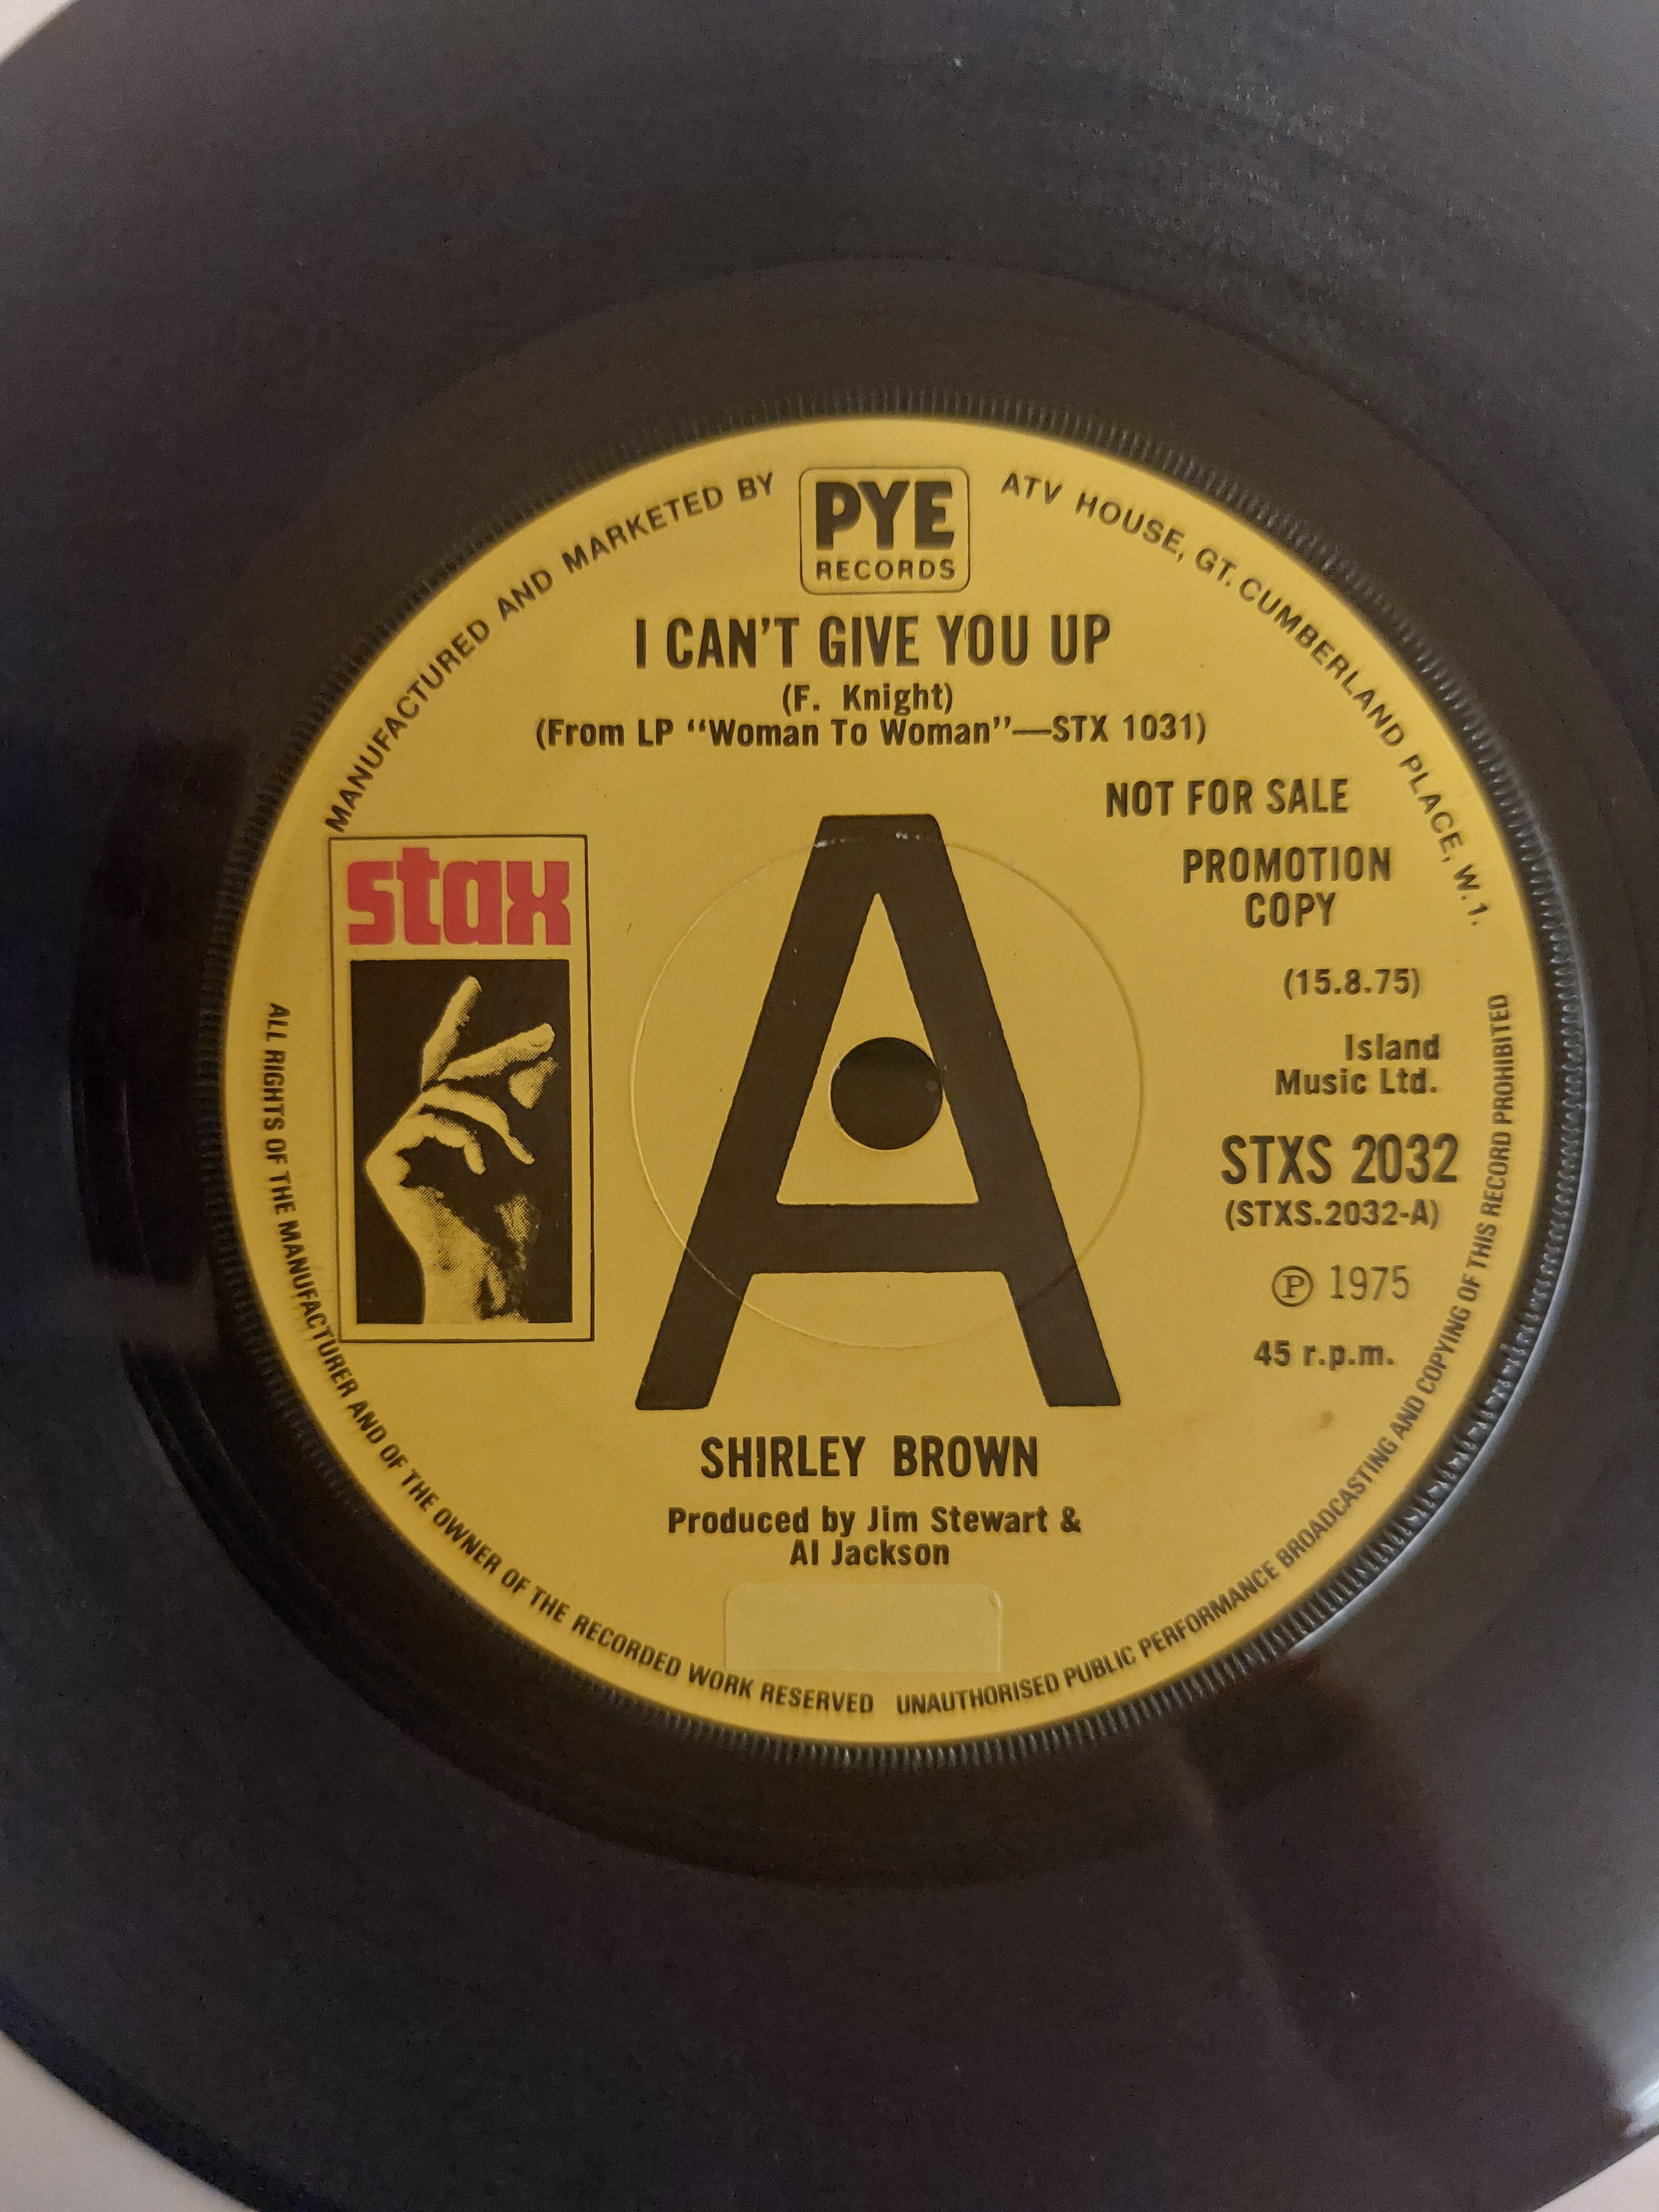 MANUFACTURED AND MARKETED BY PYE RECORDS ATV HOUSE, GT. CUMBERLAND PLACE, W.1.
I CAN'T GIVE YOU UP
(F. Knight)
(From LP "Woman To Woman"—STX 1031)
NOT FOR SALE
PROMOTION
COPY
stax
A
(15.8.75)
Island
Music Ltd.
STXS 2032
(STXS.2032-A)
Ⓟ 1975
45 r.p.m.
SHIRLEY BROWN
Produced by Jim Stewart &
Al Jackson
ALL RIGHTS OF THE MANUFACTURER AND OF THE OWNER OF THE RECORDED WORK RESERVED UNAUTHORISED PUBLIC PERFORMANCE BROADCASTING AND COPYING OF THIS RECORD PROHIBITED